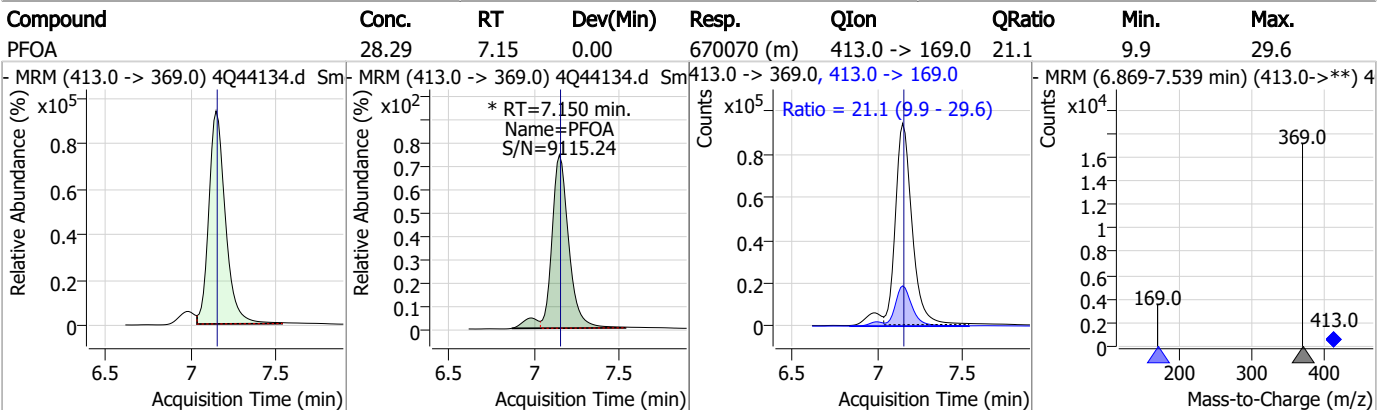 Compound Conc. RT Dev(Min) Resp. QIon QRatio Min. Max.
PFOA 28.29 7.15 0.00 670070 (m) 413.0 -> 169.0 21.1 9.9 29.6
- MRM (413.0 -> 369.0) 4Q44134.d Sm
x10⁵
Relative Abundance (%)
0.8
0.6
0.4
0.2
0
6.5 7 7.5
Acquisition Time (min)
- MRM (413.0 -> 369.0) 4Q44134.d Sm
x10²
* RT=7.150 min.
Name=PFOA
S/N=9115.24
Relative Abundance (%)
0.8
0.7
0.6
0.5
0.4
0.3
0.2
0.1
0
6.5 7 7.5
Acquisition Time (min)
413.0 -> 369.0, 413.0 -> 169.0
x10⁵
Ratio = 21.1 (9.9 - 29.6)
Counts
0.8
0.6
0.4
0.2
0
6.5 7 7.5
Acquisition Time (min)
- MRM (6.869-7.539 min) (413.0->**) 4
x10⁴
Counts
369.0
1.6
1.4
1.2
1
0.8
0.6
0.4
169.0
0.2
413.0
0
200 300 400
Mass-to-Charge (m/z)